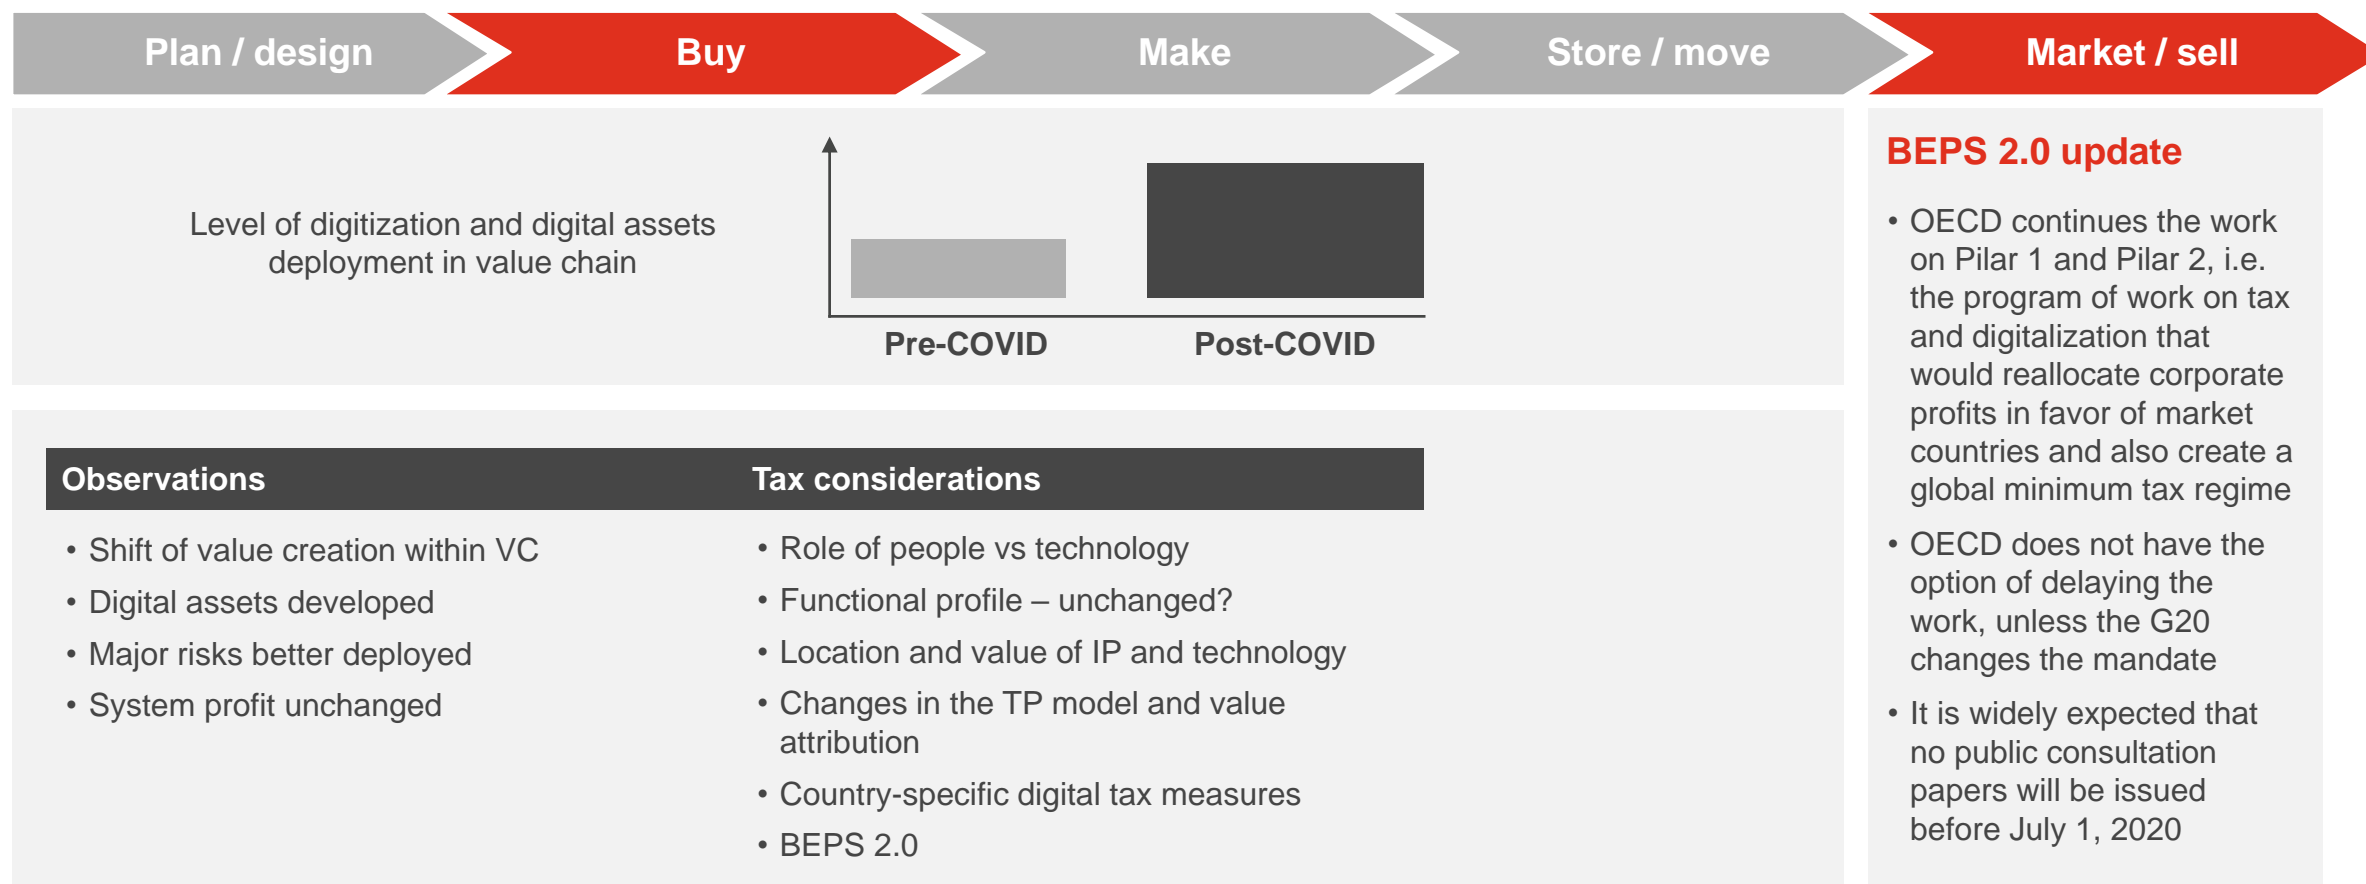 Plan / design
Buy
Make
Store / move
Market / sell
Level of digitization and digital assets
deployment in value chain
Pre-COVID
Post-COVID
Observations
• Shift of value creation within VC
• Digital assets developed
• Major risks better deployed
• System profit unchanged
Tax considerations
• Role of people vs technology
• Functional profile – unchanged?
• Location and value of IP and technology
• Changes in the TP model and value
attribution
• Country-specific digital tax measures
• BEPS 2.0
BEPS 2.0 update
• OECD continues the work
on Pilar 1 and Pilar 2, i.e.
the program of work on tax
and digitalization that
would reallocate corporate
profits in favor of market
countries and also create a
global minimum tax regime
• OECD does not have the
option of delaying the
work, unless the G20
changes the mandate
• It is widely expected that
no public consultation
papers will be issued
before July 1, 2020